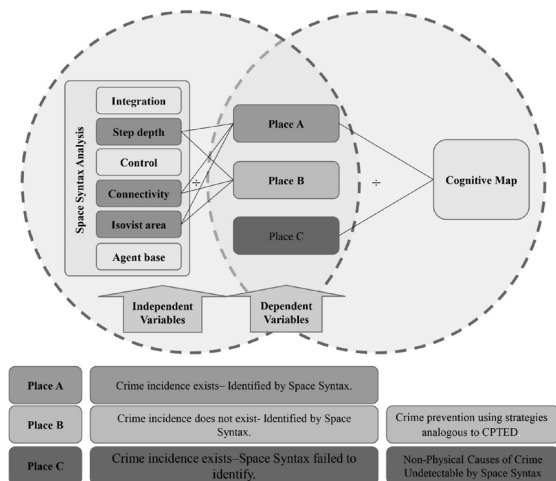 Space Syntax Analysis
Integration
Step depth
Control
Connectivity
Isovist area
Agent base
÷
Place A
Place B
Place C
÷
Cognitive Map
Independent
Variables
Dependent
Variables
Place A
Crime incidence exists– Identified by Space Syntax.
Place B
Crime incidence does not exist- Identified by Space
Syntax.
Crime prevention using strategies
analogous to CPTED
Place C
Crime incidence exists–Space Syntax failed to
identify.
Non-Physical Causes of Crime
Undetectable by Space Syntax